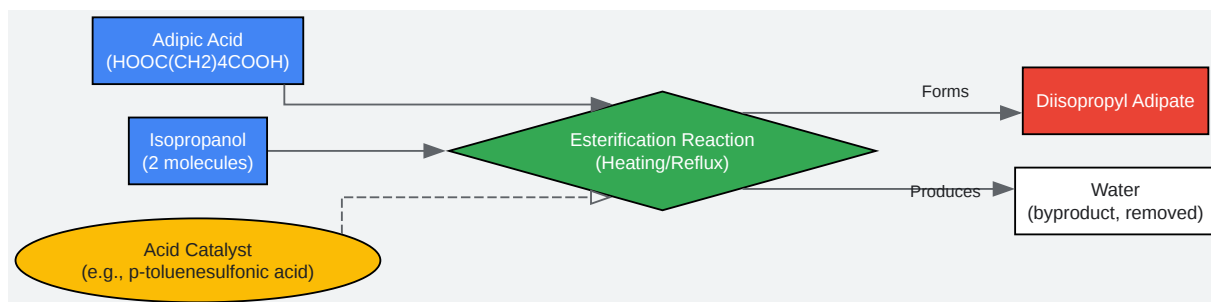 Adipic Acid
(HOOC(CH2)4COOH)
Isopropanol
(2 molecules)
Acid Catalyst
(e.g., p-toluenesulfonic acid)
Esterification Reaction
(Heating/Reflux)
Forms
Diisopropyl Adipate
Produces
Water
(byproduct, removed)